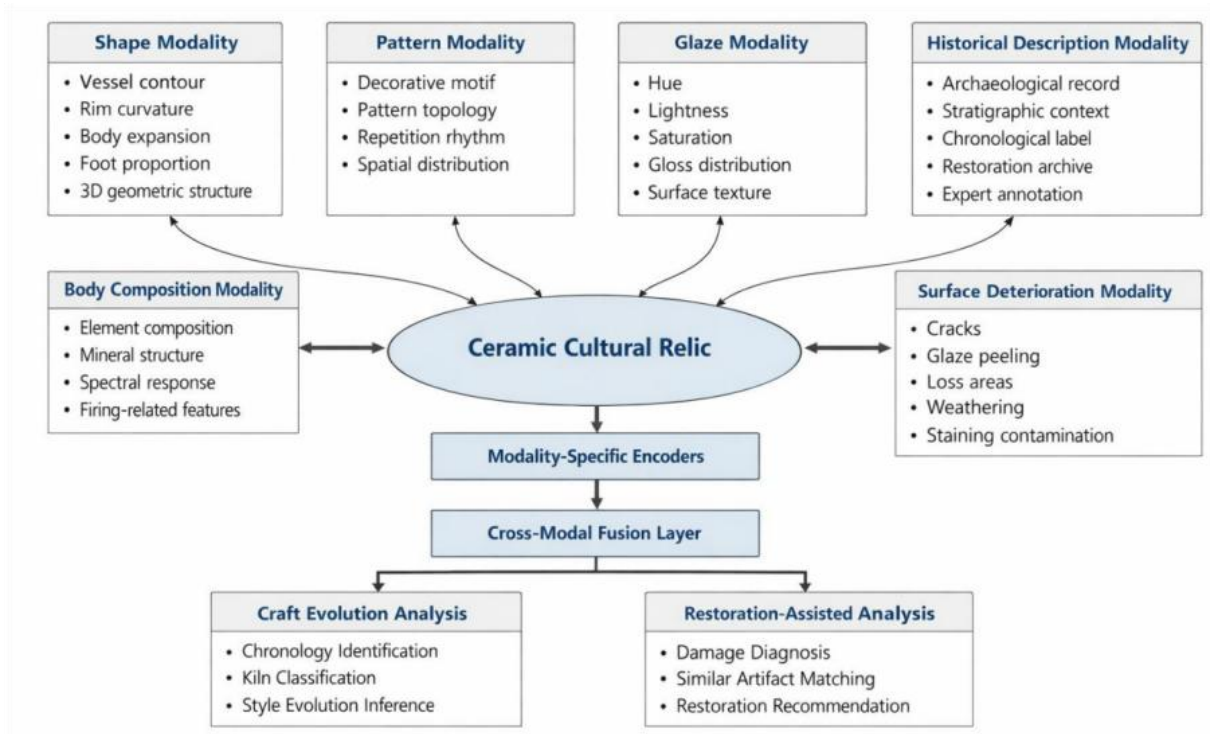 Shape Modality
• Vessel contour
• Rim curvature
• Body expansion
• Foot proportion
• 3D geometric structure
Pattern Modality
• Decorative motif
• Pattern topology
• Repetition rhythm
• Spatial distribution
Glaze Modality
• Hue
• Lightness
• Saturation
• Gloss distribution
• Surface texture
Historical Description Modality
• Archaeological record
• Stratigraphic context
• Chronological label
• Restoration archive
• Expert annotation
Body Composition Modality
• Element composition
• Mineral structure
• Spectral response
• Firing-related features
Ceramic Cultural Relic
Surface Deterioration Modality
• Cracks
• Glaze peeling
• Loss areas
• Weathering
• Staining contamination
Modality-Specific Encoders
Cross-Modal Fusion Layer
Craft Evolution Analysis
• Chronology Identification
• Kiln Classification
• Style Evolution Inference
Restoration-Assisted Analysis
• Damage Diagnosis
• Similar Artifact Matching
• Restoration Recommendation